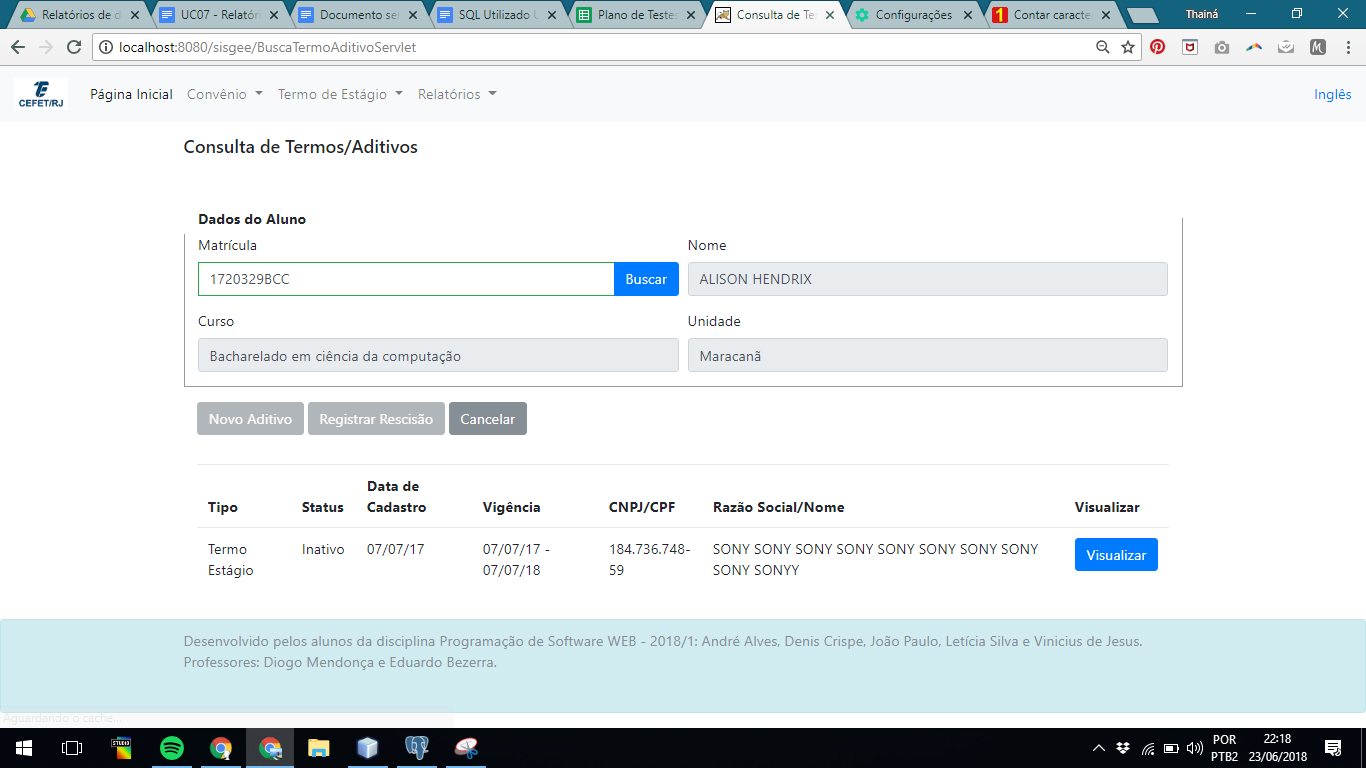 Relatórios de d
UC07 - Relatóri
Documento sem
SQL Utilizado U
Plano de Testes
Consulta de Te
Configurações
Contar caracte
Thainá
localhost:8080/sisgee/BuscaTermoAditivoServlet
CEFET/RJ
Página Inicial
Convênio
Termo de Estágio
Relatórios
Inglês
Consulta de Termos/Aditivos
Dados do Aluno
Matrícula
Nome
1720329BCC
Buscar
ALISON HENDRIX
Curso
Unidade
Bacharelado em ciência da computação
Maracanã
Novo Aditivo
Registrar Rescisão
Cancelar
Tipo
Status
Data de
Cadastro
Vigência
CNPJ/CPF
Razão Social/Nome
Visualizar
Termo
Estágio
Inativo
07/07/17
07/07/17 -
07/07/18
184.736.748-
59
SONY SONY SONY SONY SONY SONY SONY SONY
SONY SONYY
Visualizar
Desenvolvido pelos alunos da disciplina Programação de Software WEB - 2018/1: André Alves, Denis Crispe, João Paulo, Letícia Silva e Vinicius de Jesus.
Professores: Diogo Mendonça e Eduardo Bezerra.
Aguardando o cache...
STUDIO
POR
PTB2
22:18
23/06/2018